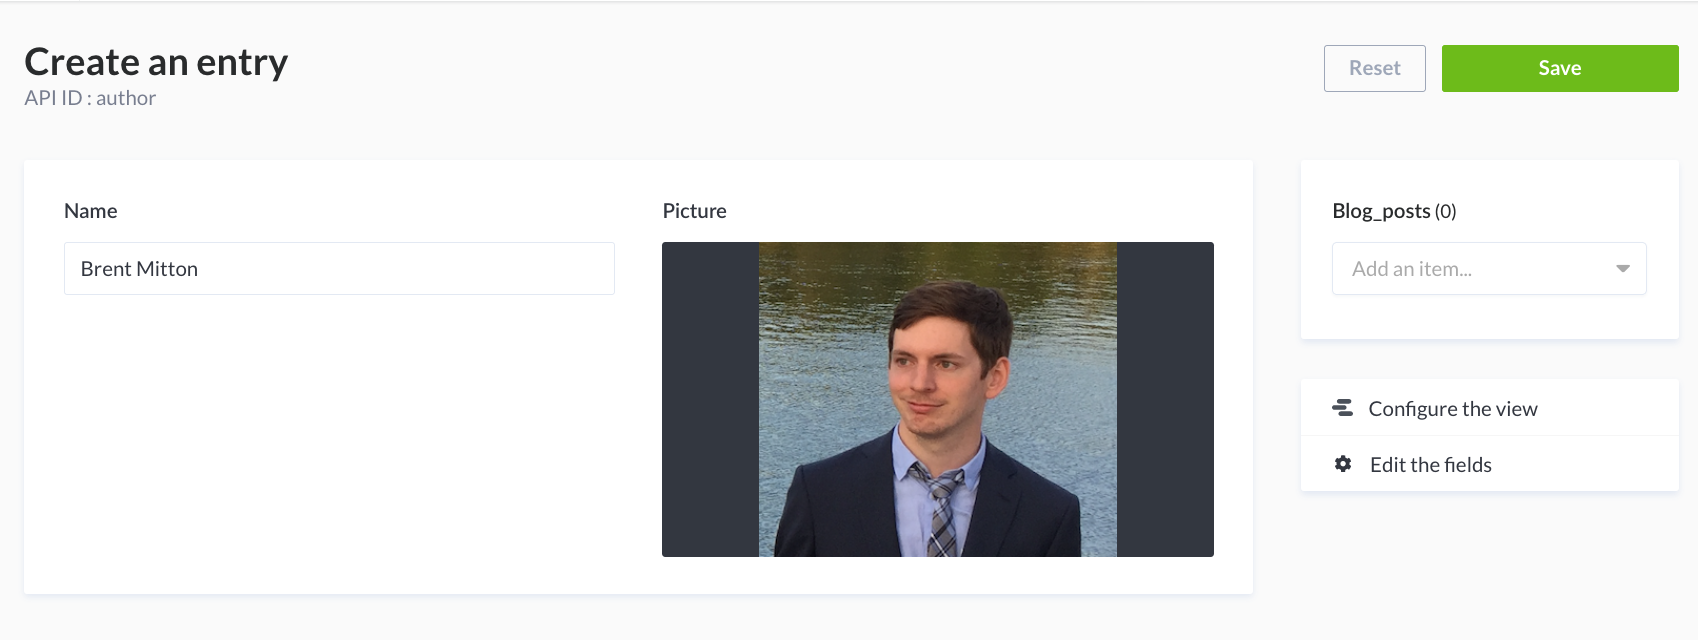 Create an entry
API ID : author
Reset
Save
Name
Brent Mitton
Picture
Blog_posts (0)
Add an item...
Configure the view
Edit the fields